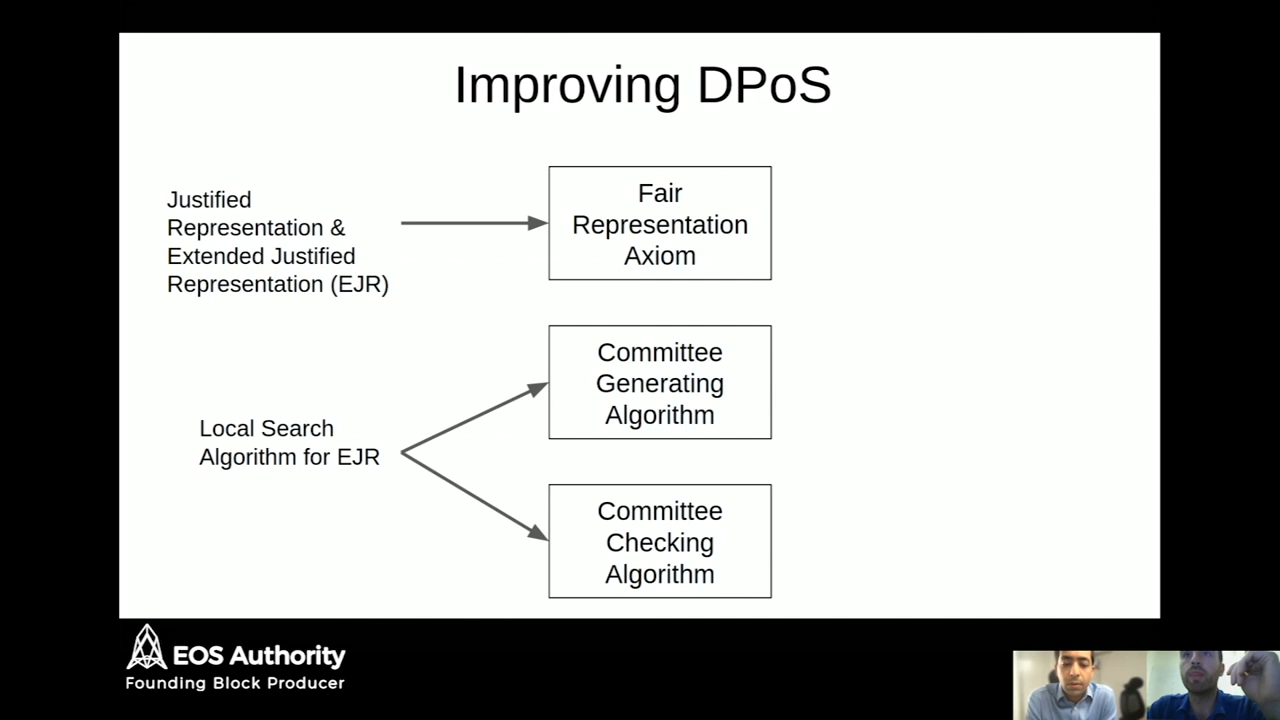 Improving DPoS
Justified
Representation &
Extended Justified
Representation (EJR)
Fair
Representation
Axiom
Local Search
Algorithm for EJR
Committee
Generating
Algorithm
Committee
Checking
Algorithm
EOS Authority
Founding Block Producer